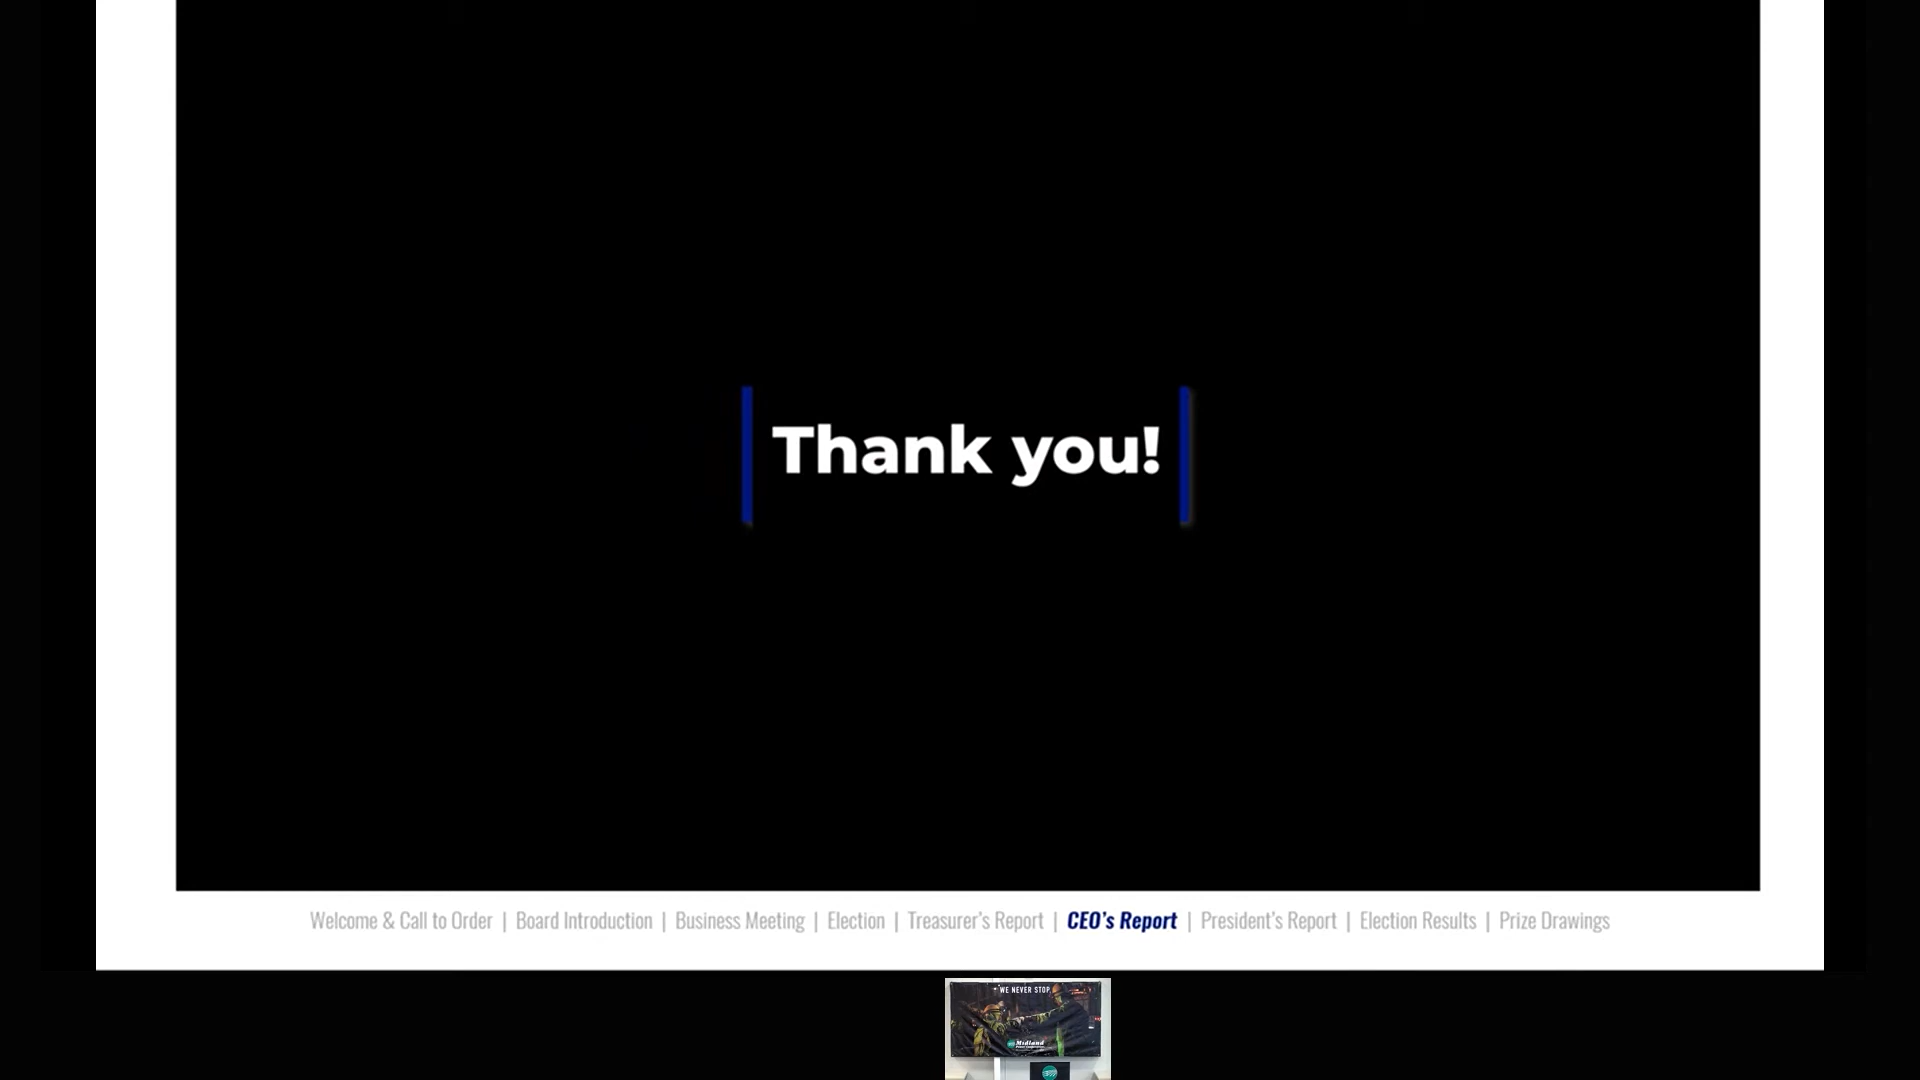 Thank you!
Welcome & Call to Order | Board Introduction | Business Meeting | Election | Treasurer's Report | CEO's Report | President's Report | Election Results | Prize Drawings
WE NEVER STOP.
Midland